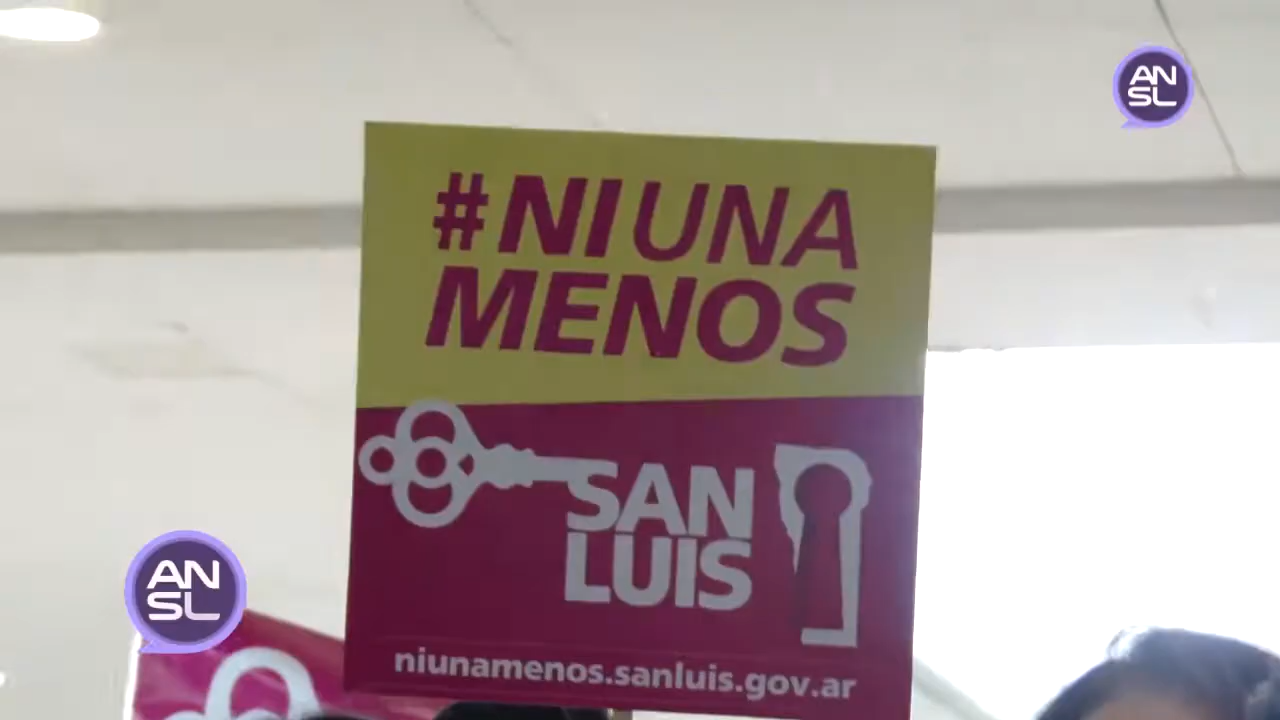 AN
SL
#NIUNA
MENOS
SAN
LUIS
niunamenos.sanluis.gov.ar
AN
SL